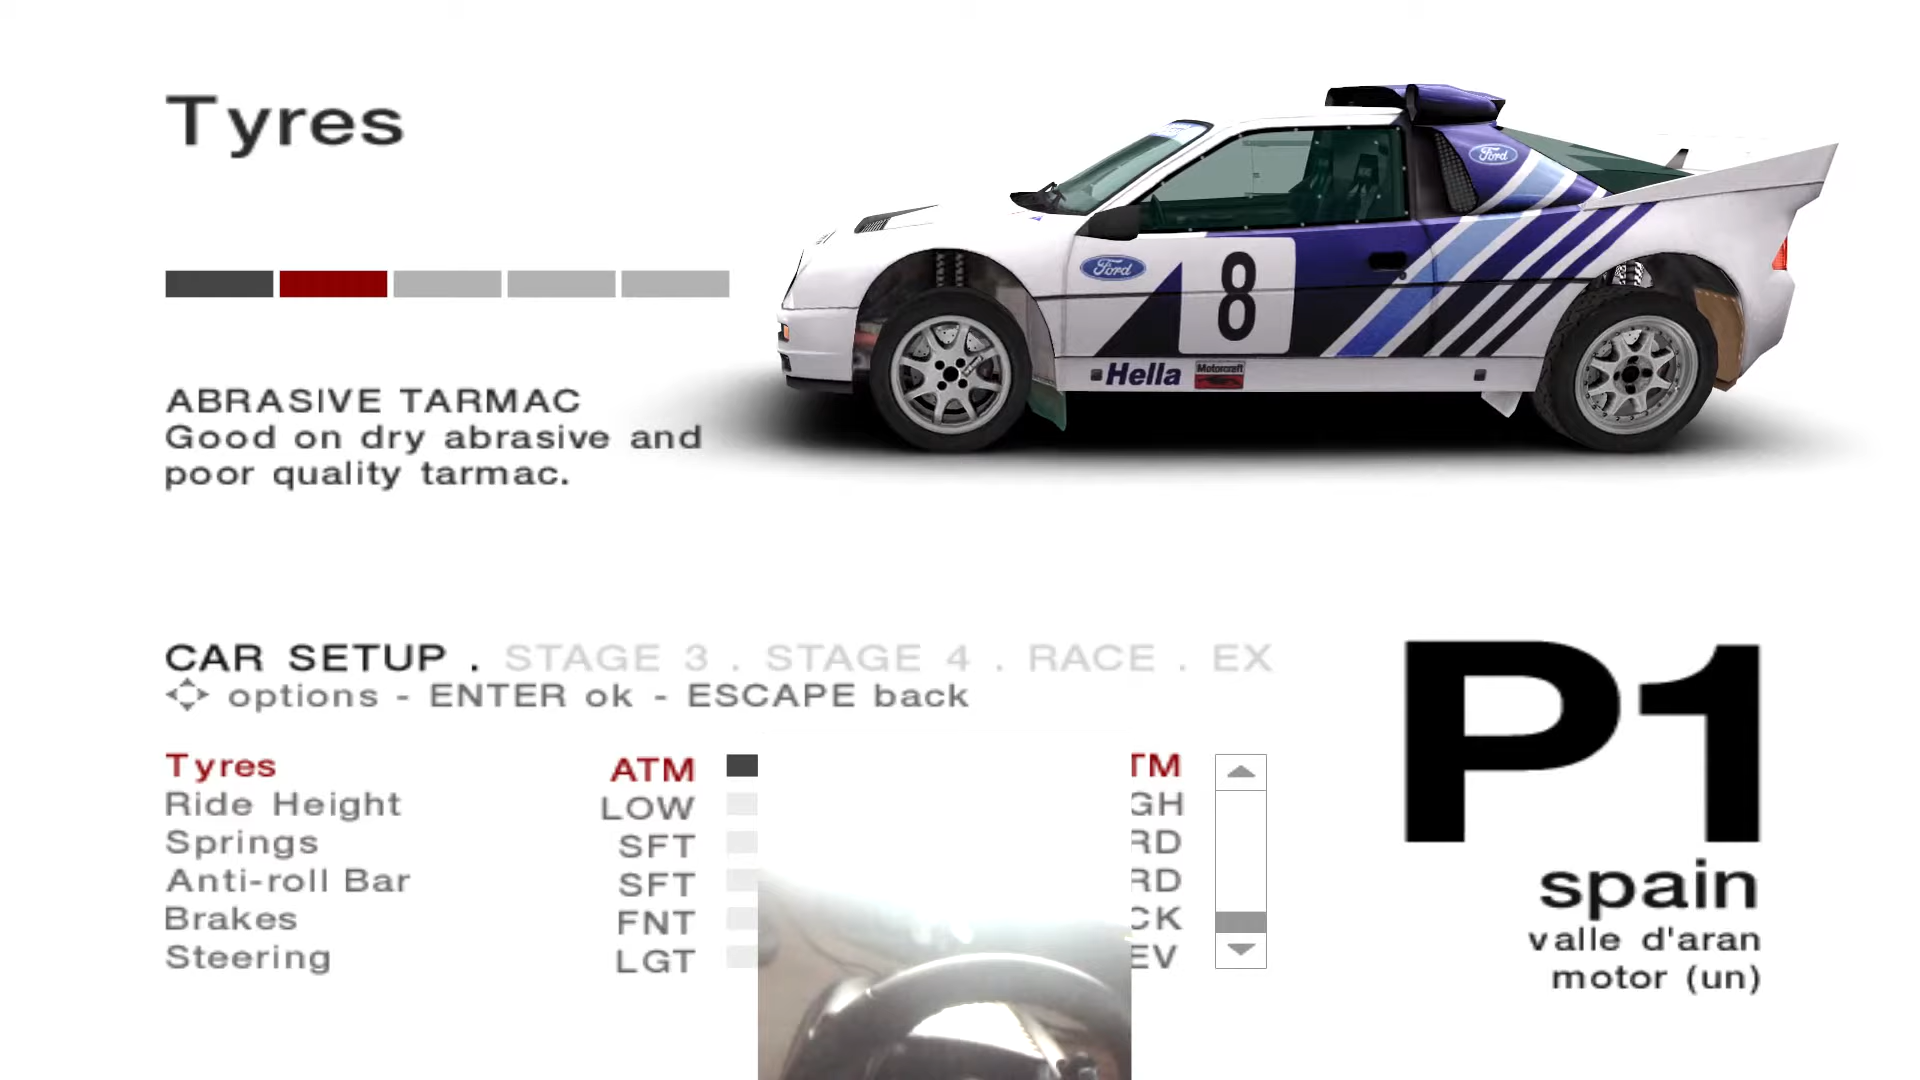 Tyres
Ford
Ford
8
Hella
Motorcraft
ABRASIVE TARMAC
Good on dry abrasive and
poor quality tarmac.
CAR SETUP . STAGE 3 . STAGE 4 . RACE . EX
options - ENTER ok - ESCAPE back
P1
Tyres ATM TM
Ride Height LOW GH
Springs SFT RD
Anti-roll Bar SFT RD
Brakes FNT CK
Steering LGT EV
spain
valle d'aran
motor (un)